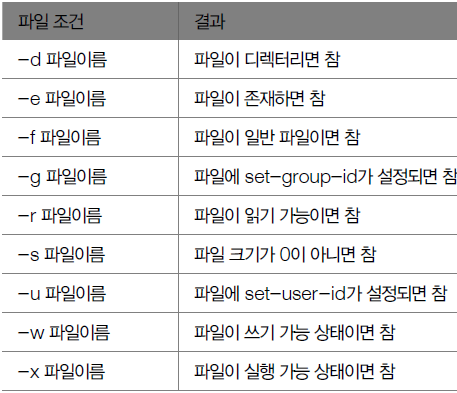 파일 조건 결과
–d 파일이름 파일이 디렉터리면 참
–e 파일이름 파일이 존재하면 참
–f 파일이름 파일이 일반 파일이면 참
–g 파일이름 파일에 set–group–id가 설정되면 참
–r 파일이름 파일이 읽기 가능이면 참
–s 파일이름 파일 크기가 0이 아니면 참
–u 파일이름 파일에 set–user–id가 설정되면 참
–w 파일이름 파일이 쓰기 가능 상태이면 참
–x 파일이름 파일이 실행 가능 상태이면 참